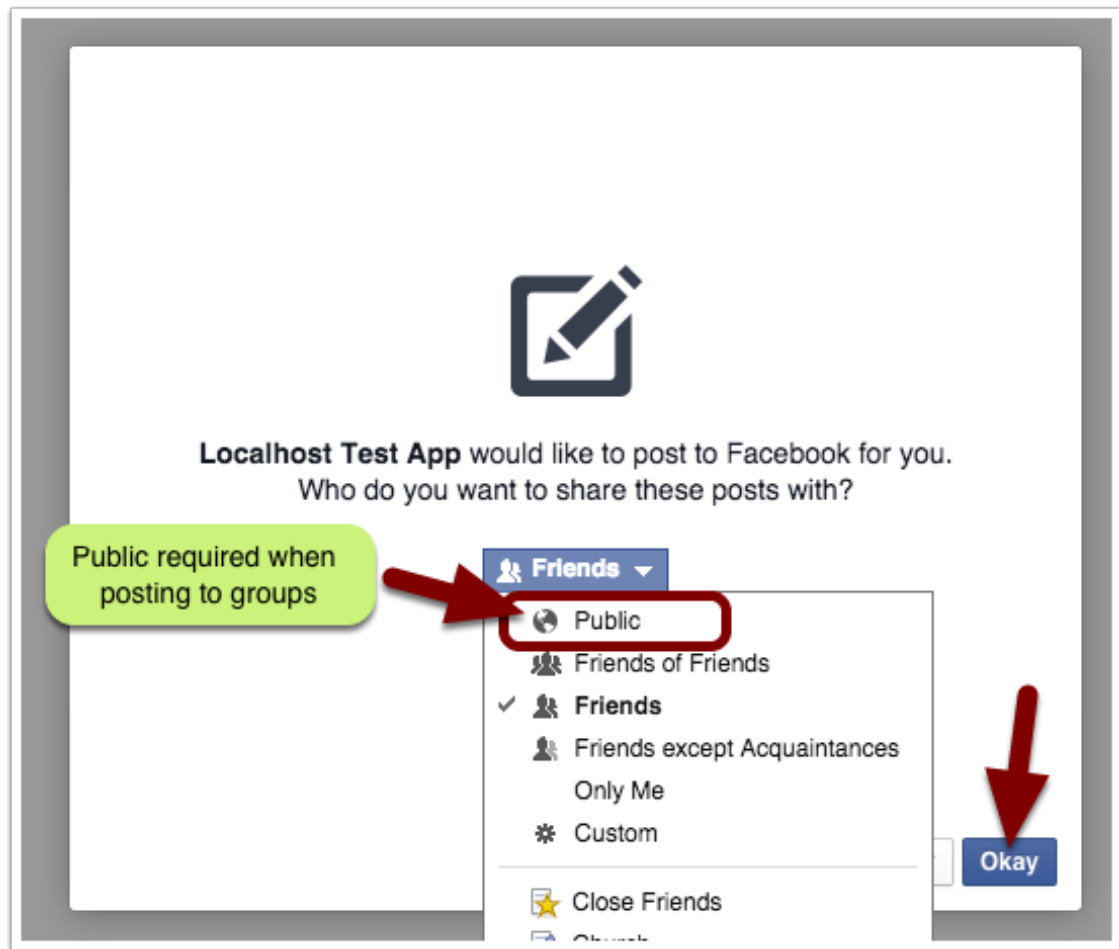 Localhost Test App would like to post to Facebook for you.
Who do you want to share these posts with?
Public required when
posting to groups
Friends
Public
Friends of Friends
Friends
Friends except Acquaintances
Only Me
Custom
Okay
Close Friends